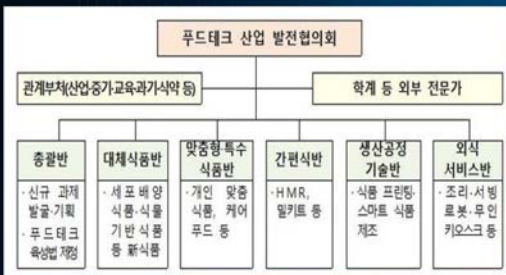 푸드테크 산업 발전협의회
관계부처(산업·중기·교육·과기·식약 등)
학계 등 외부 전문가
총괄반
· 신규 과제
발굴·기획
· 푸드테크
육성법 제정
대체식품반
· 세포배양
식품·식물
기반식품
등 新식품
맞춤형·특수
식품반
· 개인 맞춤
식품, 케어
푸드 등
간편식반
· HMR,
밀키트 등
생산공정
기술반
· 식품 프린팅·
스마트 식품
제조
외식
서비스반
· 조리·서빙
로봇·무인
키오스크 등